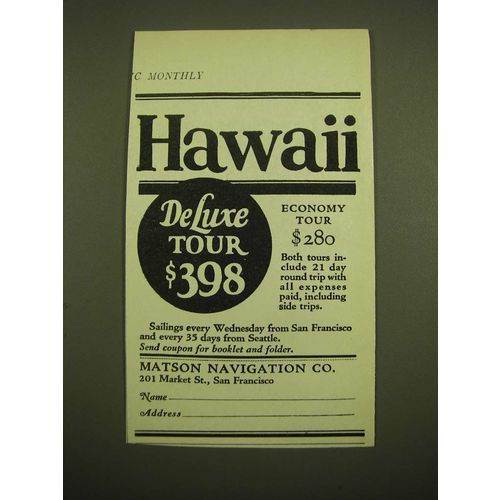 C MONTHLY
Hawaii
DeLuxe
TOUR
$398
ECONOMY
TOUR
$280
Both tours in-
clude 21 day
round trip with
all expenses
paid, including
side trips.
Sailings every Wednesday from San Francisco
and every 35 days from Seattle.
Send coupon for booklet and folder.
MATSON NAVIGATION CO.
201 Market St., San Francisco
Name
Address